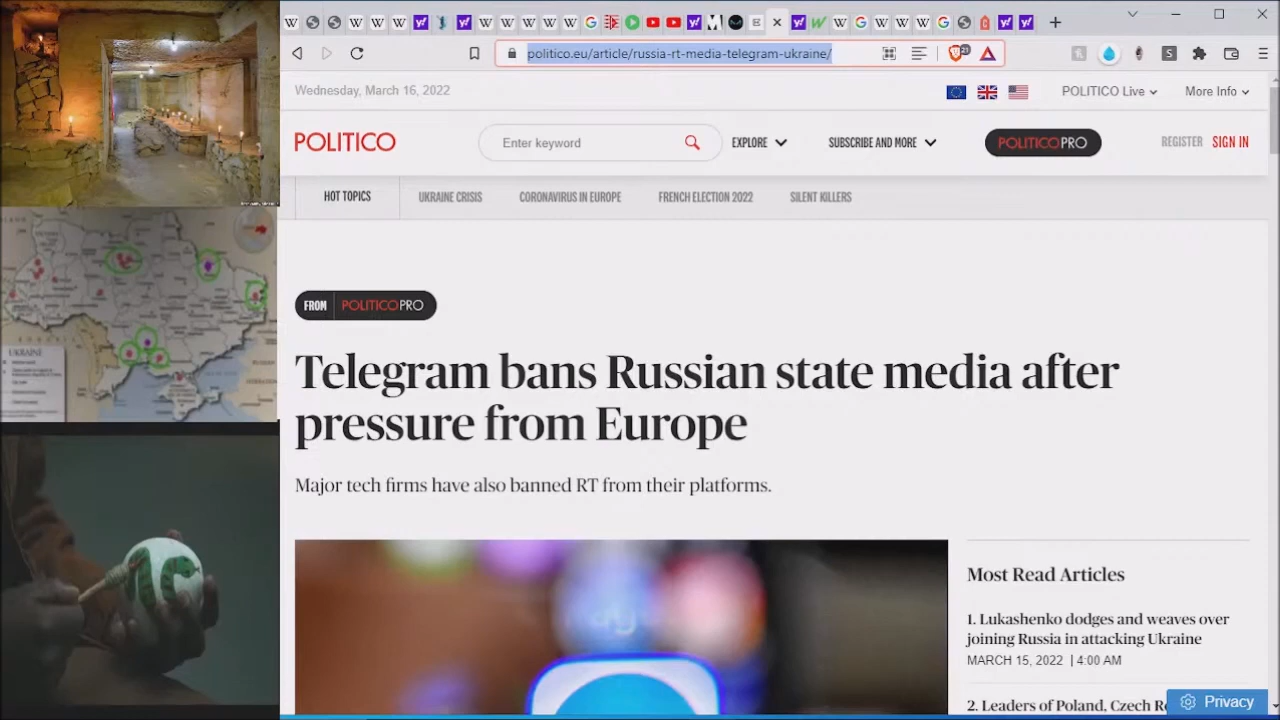 politico.eu/article/russia-rt-media-telegram-ukraine/
21
S
Wednesday, March 16, 2022
POLITICO Live
More Info
POLITICO
Enter keyword
EXPLORE
SUBSCRIBE AND MORE
POLITICO PRO
REGISTER
SIGN IN
HOT TOPICS
UKRAINE CRISIS
CORONAVIRUS IN EUROPE
FRENCH ELECTION 2022
SILENT KILLERS
FROM POLITICO PRO
Telegram bans Russian state media after
pressure from Europe
Major tech firms have also banned RT from their platforms.
Most Read Articles
1. Lukashenko dodges and weaves over
joining Russia in attacking Ukraine
MARCH 15, 2022 | 4:00 AM
2. Leaders of Poland, Czech
Privacy
UKRAINE